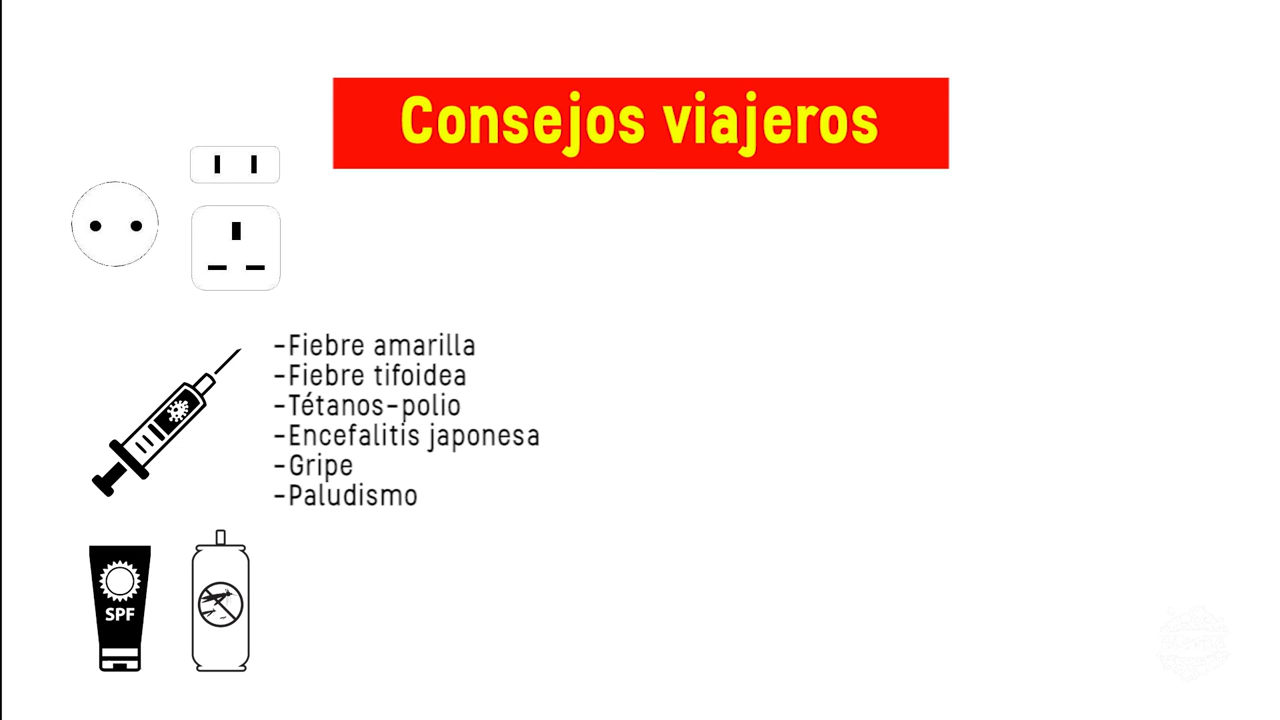 Consejos viajeros
-Fiebre amarilla
-Fiebre tifoidea
-Tétanos-polio
-Encefalitis japonesa
-Gripe
-Paludismo
SPF